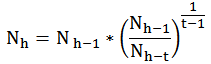 N_h = N_{h-1} * (N_{h-1} / N_{h-t})^{1/(t-1)}